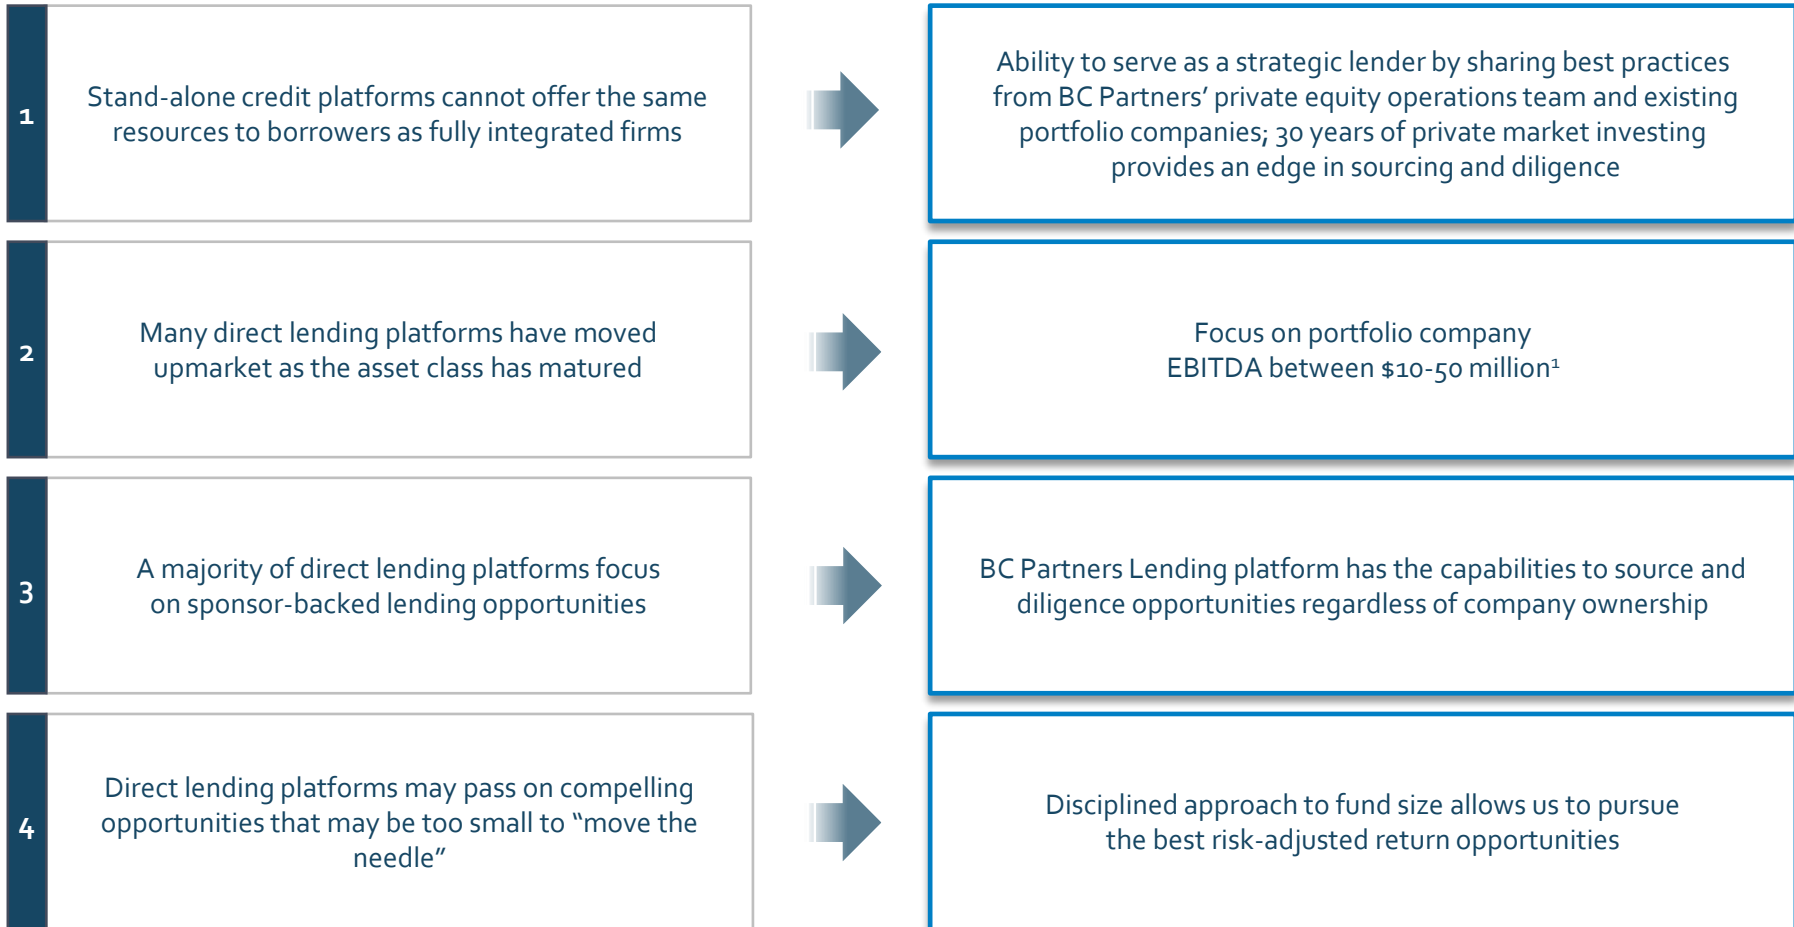 1
Stand-alone credit platforms cannot offer the same
resources to borrowers as fully integrated firms
Ability to serve as a strategic lender by sharing best practices
from BC Partners’ private equity operations team and existing
portfolio companies; 30 years of private market investing
provides an edge in sourcing and diligence
2
Many direct lending platforms have moved
upmarket as the asset class has matured
Focus on portfolio company
EBITDA between $10-50 million¹
3
A majority of direct lending platforms focus
on sponsor-backed lending opportunities
BC Partners Lending platform has the capabilities to source and
diligence opportunities regardless of company ownership
4
Direct lending platforms may pass on compelling
opportunities that may be too small to “move the
needle”
Disciplined approach to fund size allows us to pursue
the best risk-adjusted return opportunities